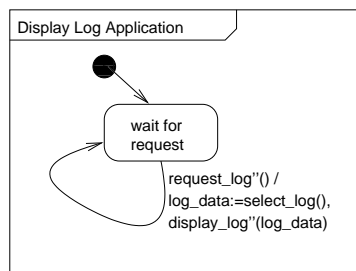 Display Log Application
wait for
request
request_log''() /
log_data:=select_log(),
display_log''(log_data)